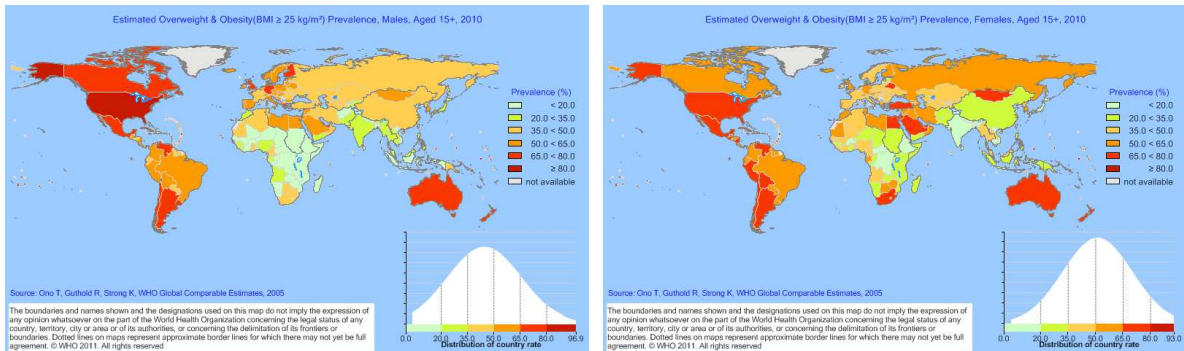 Estimated Overweight & Obesity(BMI ≥ 25 kg/m²) Prevalence, Males, Aged 15+, 2010
Prevalence (%)
< 20.0
20.0 < 35.0
35.0 < 50.0
50.0 < 65.0
65.0 < 80.0
≥ 80.0
not available
Source: Ono T, Guthold R, Strong K, WHO Global Comparable Estimates, 2005
The boundaries and names shown and the designations used on this map do not imply the expression of
any opinion whatsoever on the part of the World Health Organization concerning the legal status of any
country, territory, city or area or of its authorities, or concerning the delimitation of its frontiers or
boundaries. Dotted lines on maps represent approximate border lines for which there may not yet be full
agreement. © WHO 2011. All rights reserved
0.0 20.0 35.0 50.0 65.0 80.0 96.9
Distribution of country rate
Estimated Overweight & Obesity(BMI ≥ 25 kg/m²) Prevalence, Females, Aged 15+, 2010
Prevalence (%)
< 20.0
20.0 < 35.0
35.0 < 50.0
50.0 < 65.0
65.0 < 80.0
≥ 80.0
not available
Source: Ono T, Guthold R, Strong K, WHO Global Comparable Estimates, 2005
The boundaries and names shown and the designations used on this map do not imply the expression of
any opinion whatsoever on the part of the World Health Organization concerning the legal status of any
country, territory, city or area or of its authorities, or concerning the delimitation of its frontiers or
boundaries. Dotted lines on maps represent approximate border lines for which there may not yet be full
agreement. © WHO 2011. All rights reserved
0.0 20.0 35.0 50.0 65.0 80.0 93.0
Distribution of country rate